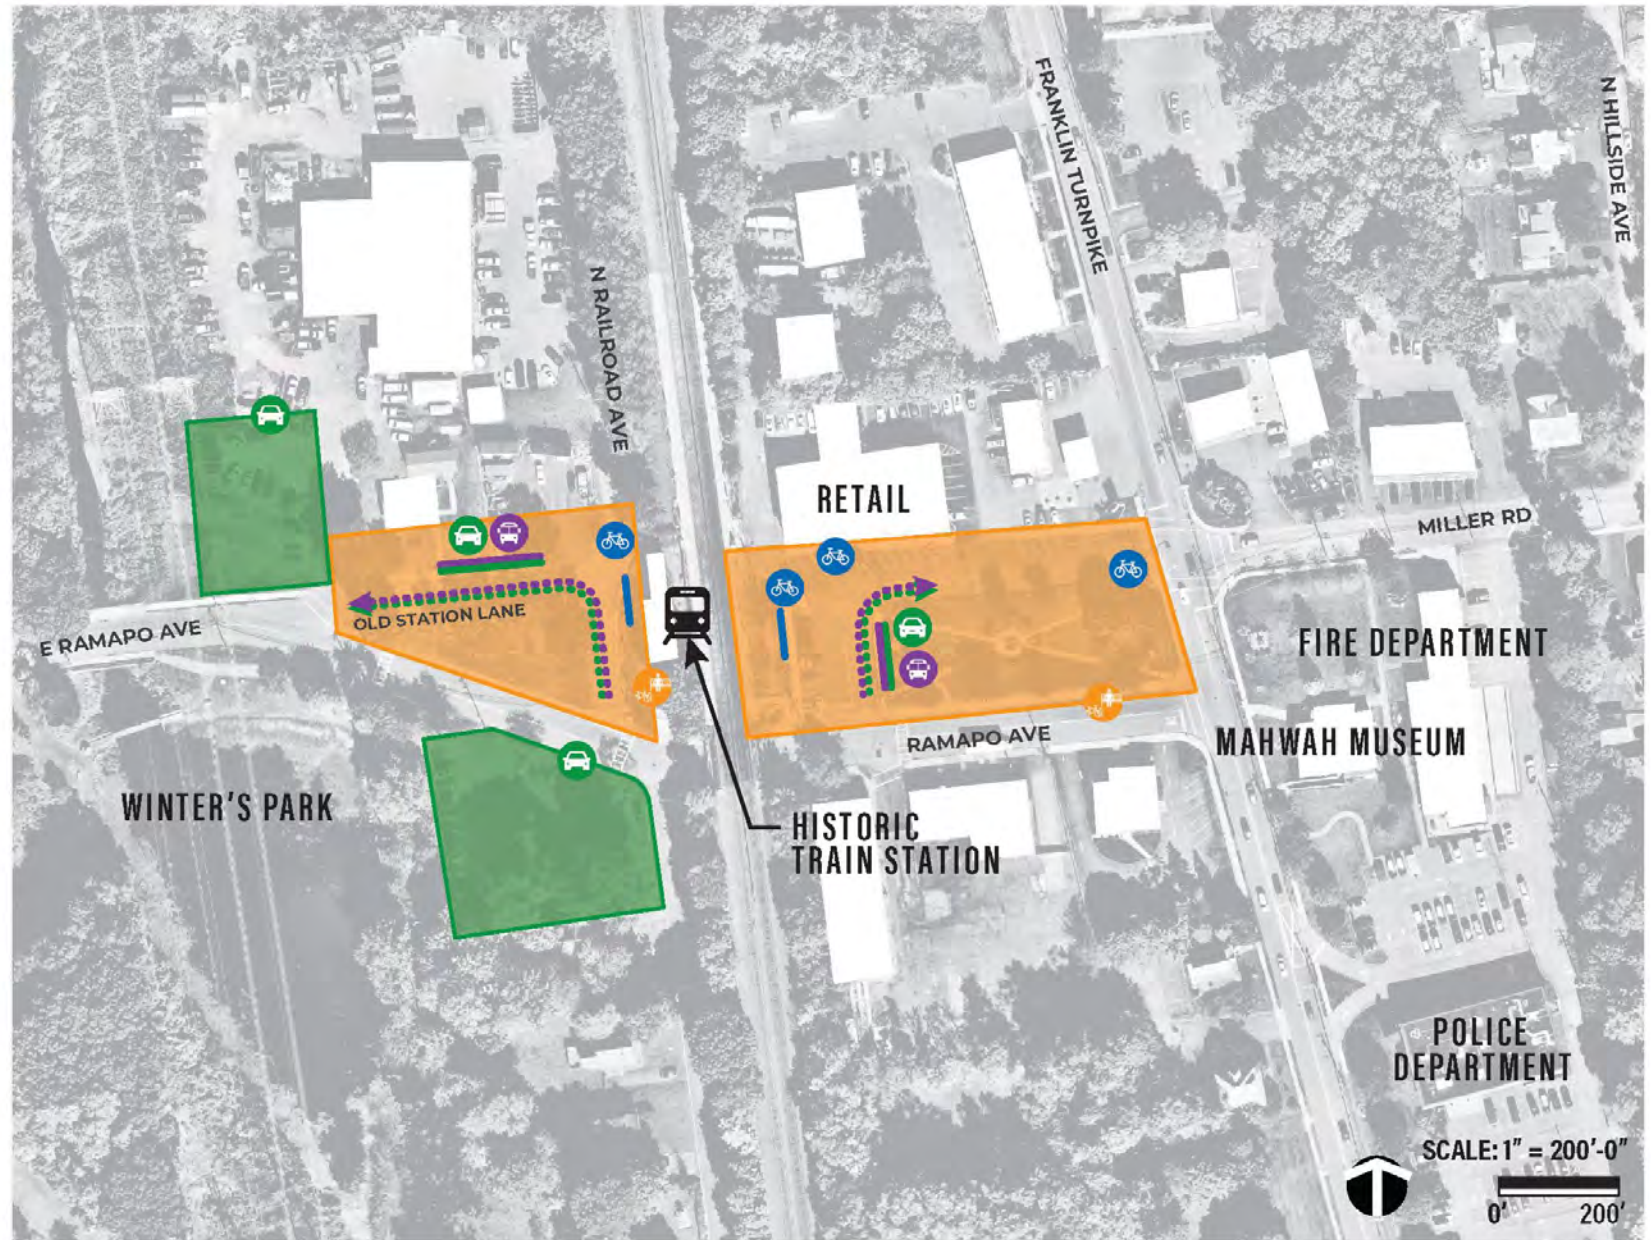 FRANKLIN TURNPIKE
N HILLSIDE AVE
N RAILROAD AVE
RETAIL
MILLER RD
OLD STATION LANE
E RAMAPO AVE
FIRE DEPARTMENT
RAMAPO AVE
MAHWAH MUSEUM
WINTER'S PARK
HISTORIC
TRAIN STATION
POLICE
DEPARTMENT
SCALE: 1" = 200'-0"
0' 200'